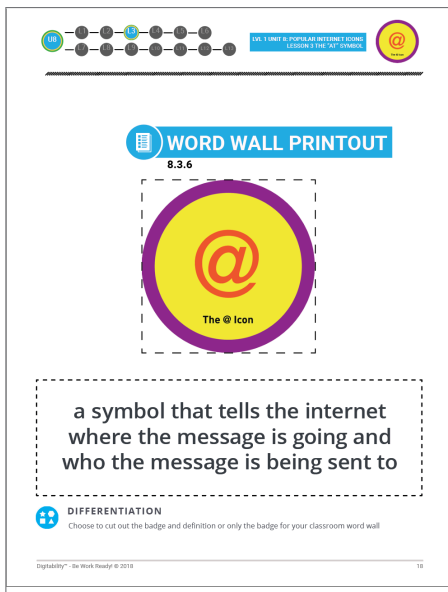 U8
L1 L2 L3 L4 L5 L6
L7 L8 L9 L10 L11 L12 L13
LVL 1 UNIT 8: POPULAR INTERNET ICONS
LESSON 3 THE "AT" SYMBOL
@
The @ Icon
WORD WALL PRINTOUT
8.3.6
@
The @ Icon
a symbol that tells the internet
where the message is going and
who the message is being sent to
DIFFERENTIATION
Choose to cut out the badge and definition or only the badge for your classroom word wall
Digitability™ - Be Work Ready! © 2018
18